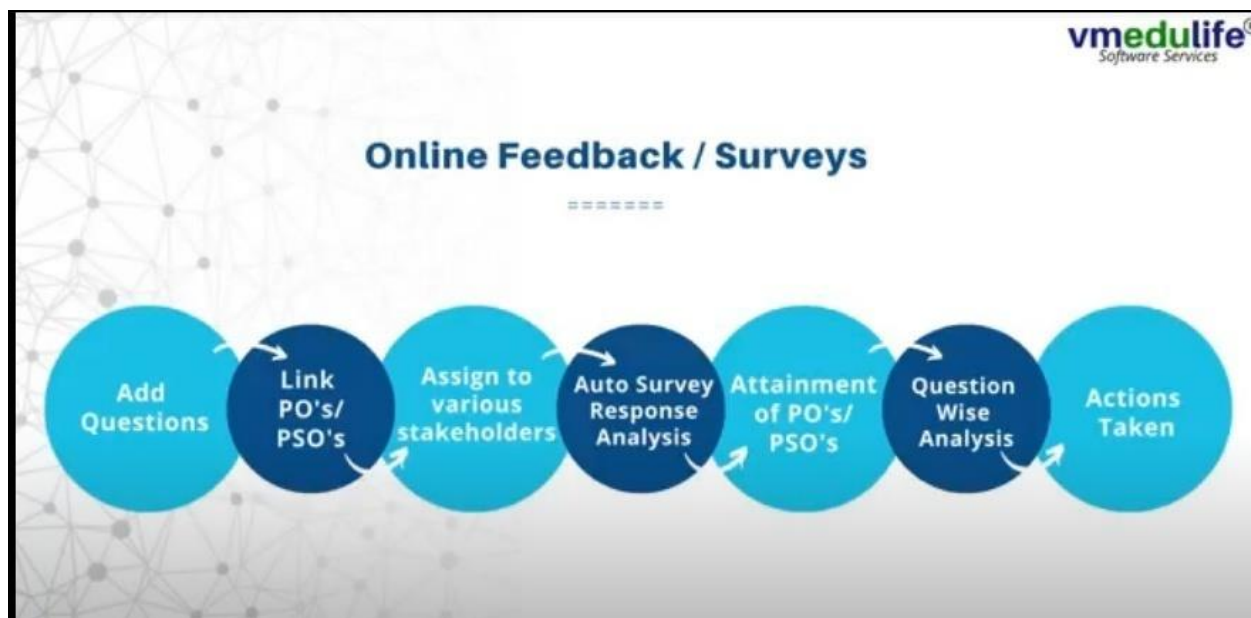 vmedulife®
Software Services
Online Feedback / Surveys
=======
Add
Questions
Link
PO's/
PSO's
Assign to
various
stakeholders
Auto Survey
Response
Analysis
Attainment
of PO's/
PSO's
Question
Wise
Analysis
Actions
Taken